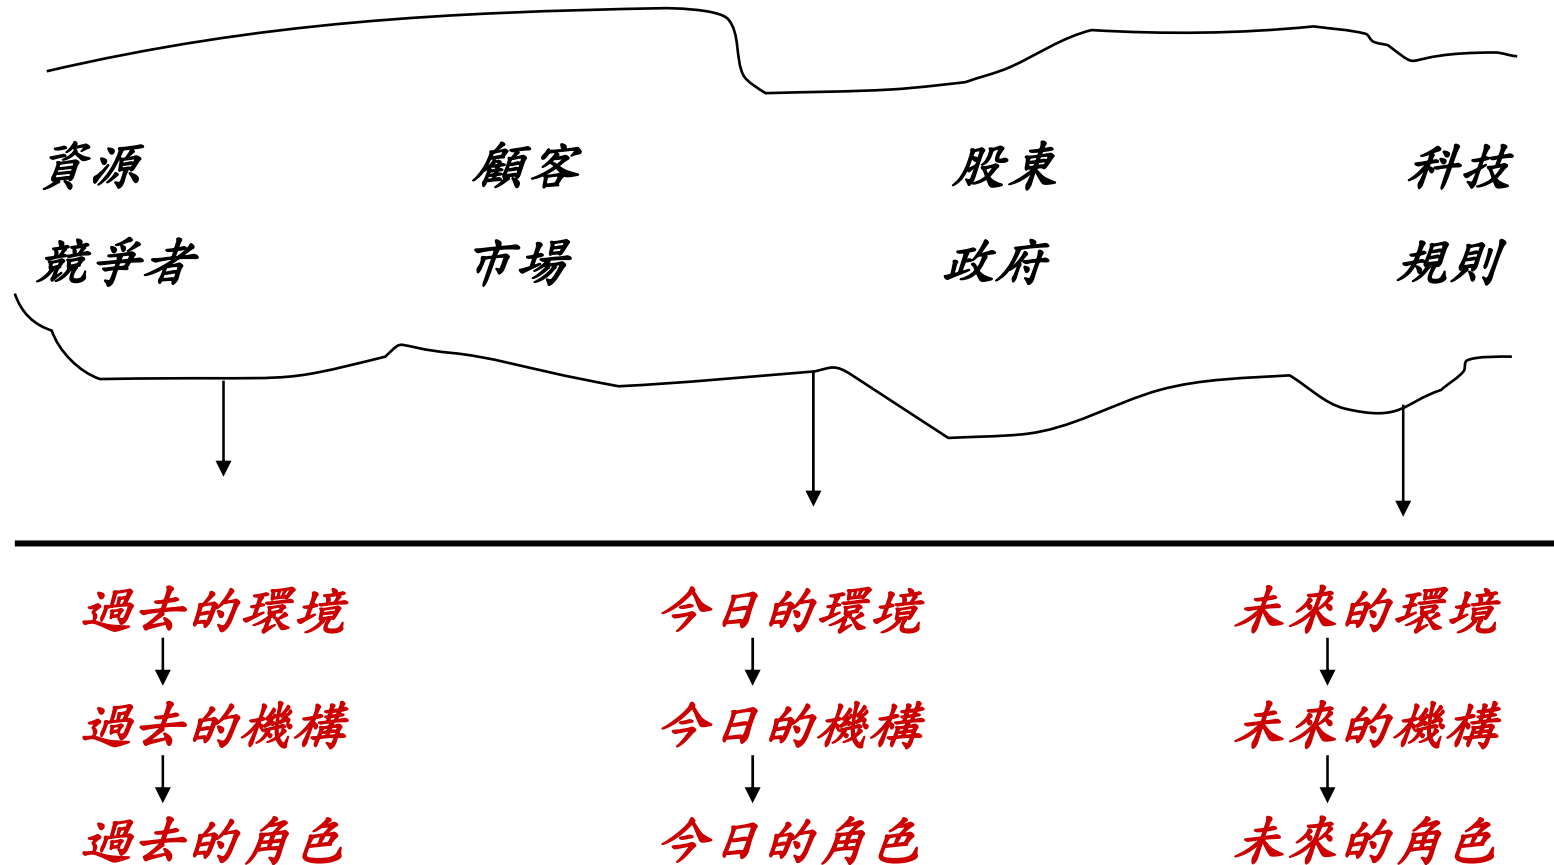 資源 顧客 股東 科技
競爭者 市場 政府 規則
過去的環境 今日的環境 未來的環境
過去的機構 今日的機構 未來的機構
過去的角色 今日的角色 未來的角色